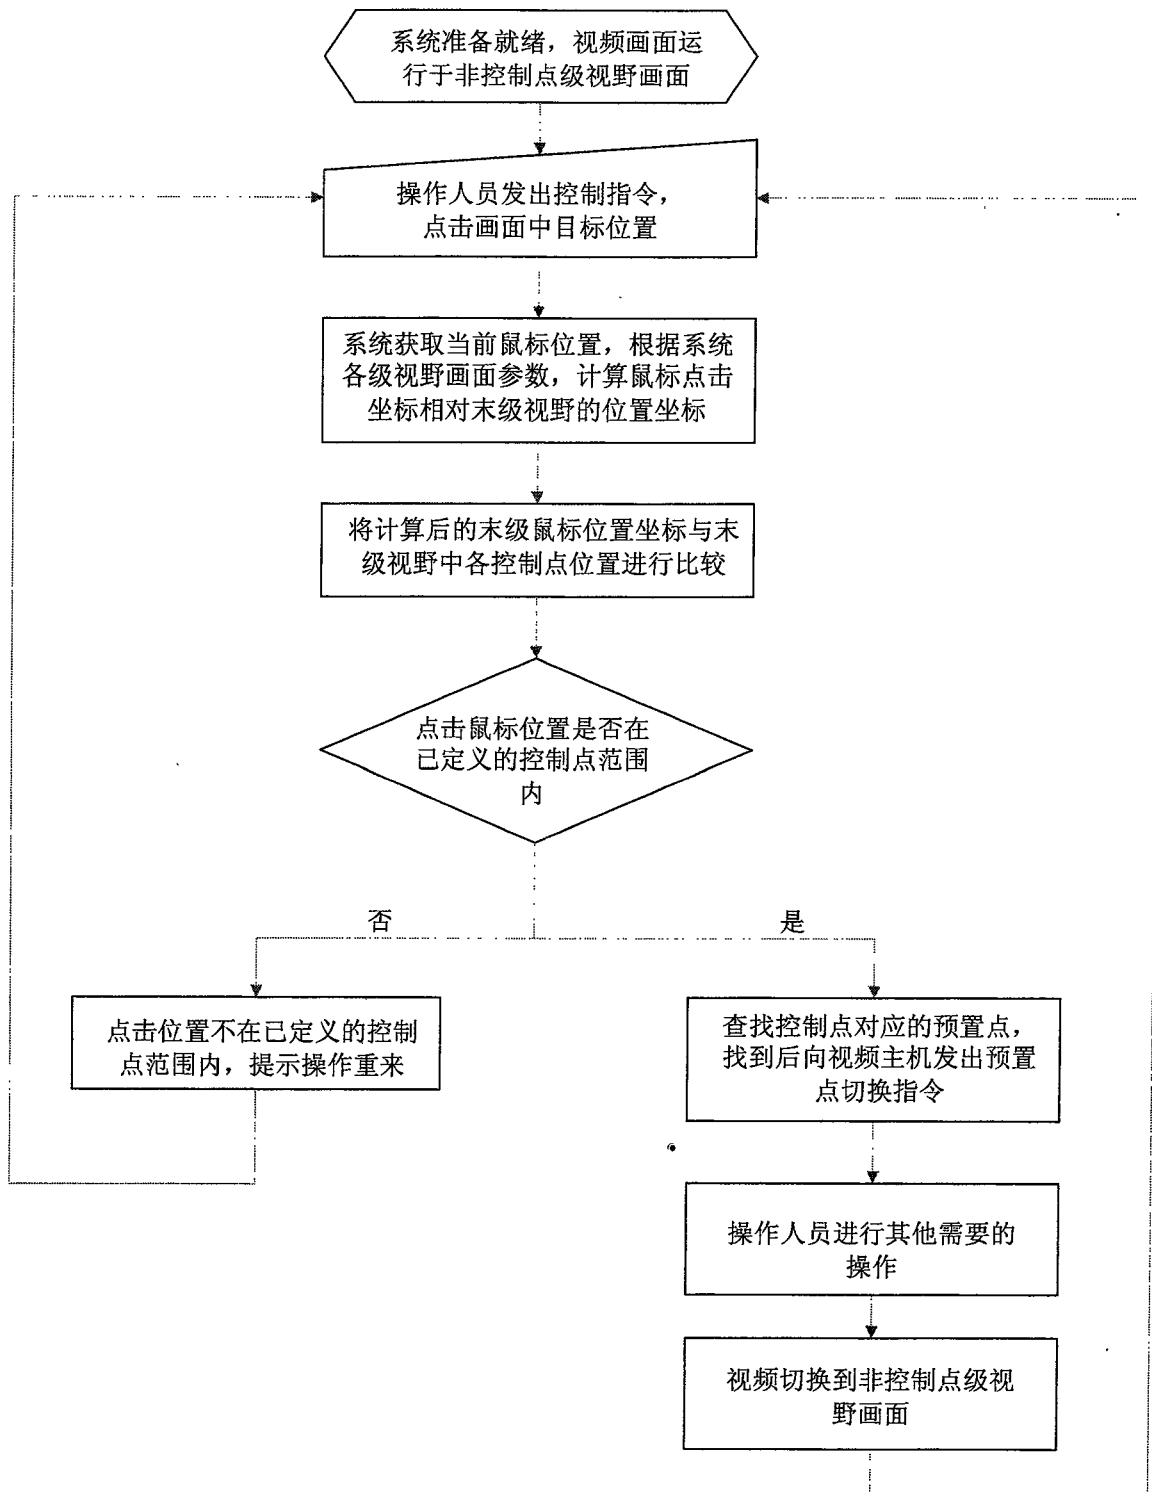 系统准备就绪，视频画面运
行于非控制点级视野画面
操作人员发出控制指令，
点击画面中目标位置
系统获取当前鼠标位置，根据系统
各级视野画面参数，计算鼠标点击
坐标相对末级视野的位置坐标
将计算后的末级鼠标位置坐标与末
级视野中各控制点位置进行比较
点击鼠标位置是否在
已定义的控制点范围
内
否
是
点击位置不在已定义的控制
点范围内，提示操作重来
查找控制点对应的预置点，
找到后向视频主机发出预置
点切换指令
操作人员进行其他需要的
操作
视频切换到非控制点级视
野画面